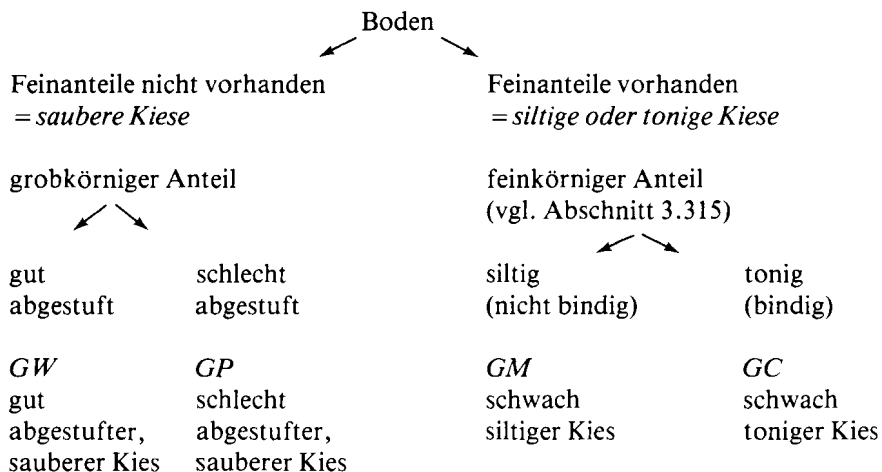 Boden
Feinanteile nicht vorhanden Feinanteile vorhanden
= saubere Kiese = siltige oder tonige Kiese
grobkörniger Anteil feinkörniger Anteil
(vgl. Abschnitt 3.315)
gut schlecht siltig tonig
abgestuft abgestuft (nicht bindig) (bindig)
GW GP GM GC
gut schlecht schwach schwach
abgestufter, abgestufter, siltiger Kies toniger Kies
sauberer Kies sauberer Kies